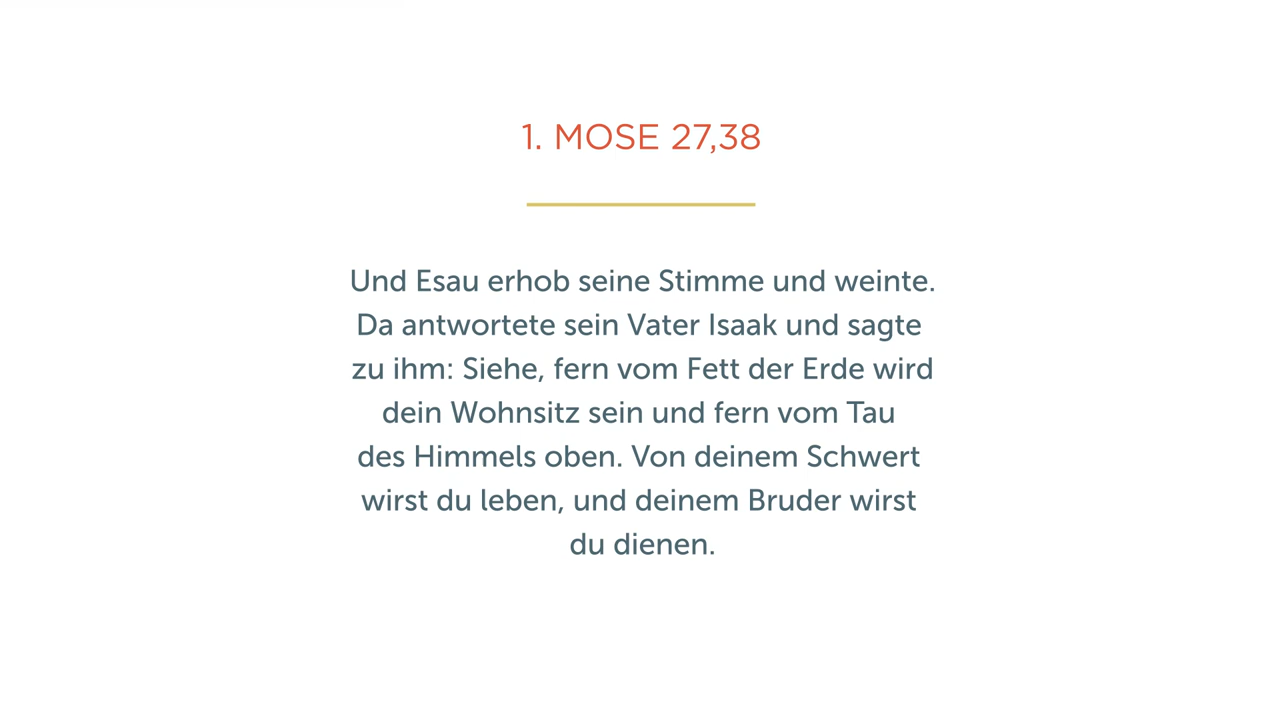 1. MOSE 27,38
Und Esau erhob seine Stimme und weinte.
Da antwortete sein Vater Isaak und sagte
zu ihm: Siehe, fern vom Fett der Erde wird
dein Wohnsitz sein und fern vom Tau
des Himmels oben. Von deinem Schwert
wirst du leben, und deinem Bruder wirst
du dienen.